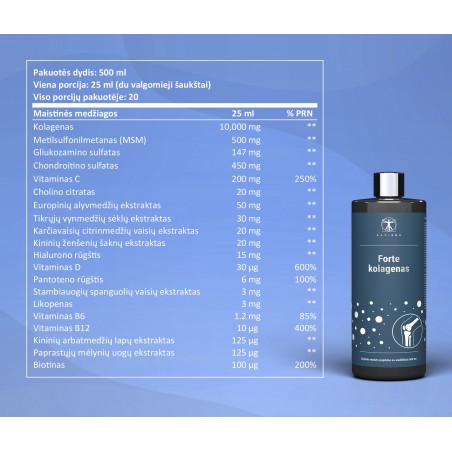 Pakuotės dydis: 500 ml
Viena porcija: 25 ml (du valgomieji šaukštai)
Viso porcijų pakuotėje: 20
Maistinės medžiagos 25 ml % PRN
Kolagenas 10,000 mg **
Metilsulfonilmetanas (MSM) 500 mg **
Gliukozamino sulfatas 147 mg **
Chondroitino sulfatas 450 mg **
Vitaminas C 200 mg 250%
Cholino citratas 20 mg **
Europinių alyvmedžių ekstraktas 50 mg **
Tikrųjų vynmedžių sėklų ekstraktas 30 mg **
Karčiavaisių citrinmedžių vaisių ekstraktas 20 mg **
Kininių ženšenių šaknų ekstraktas 20 mg **
Hialurono rūgštis 15 mg **
Vitaminas D 30 µg 600%
Pantoteno rūgštis 6 mg 100%
Stambiauogių spanguolių vaisių ekstraktas 3 mg **
Likopenas 3 mg **
Vitaminas B6 1.2 mg 85%
Vitaminas B12 10 µg 400%
Kininių arbatmedžių lapų ekstraktas 125 µg **
Paprastųjų mėlynių uogų ekstraktas 125 µg **
Biotinas 100 µg 200%
Forte
kolagenas